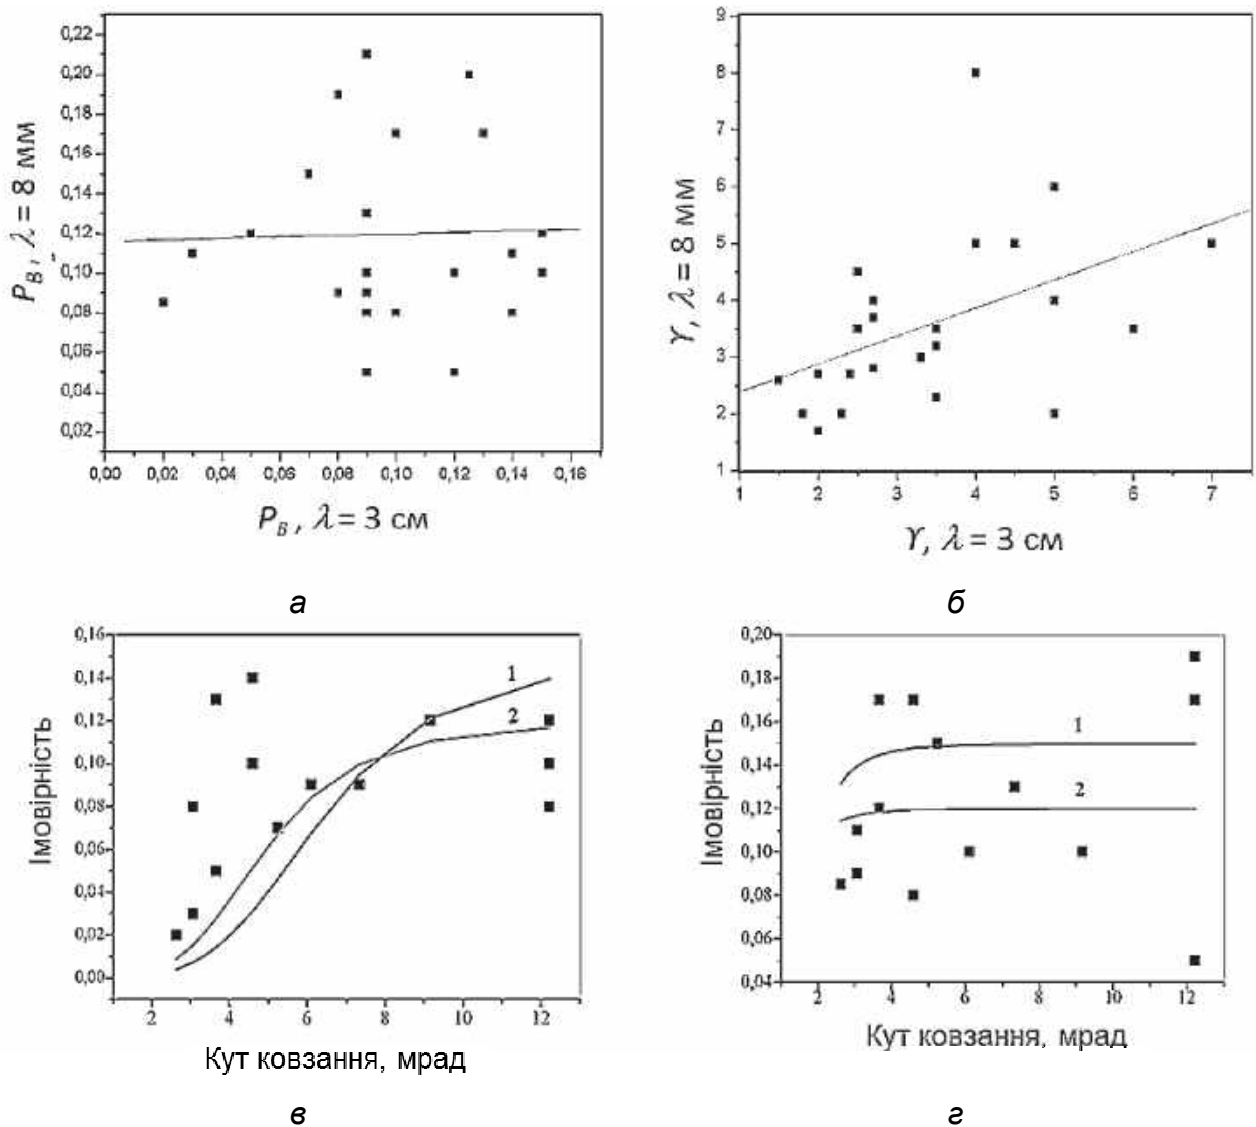 0,22
0,20
0,18
0,16
0,14
0,12
0,10
0,08
0,06
0,04
0,02
P_B, λ = 8 мм
0,00 0,02 0,04 0,06 0,08 0,10 0,12 0,14 0,16
P_B, λ = 3 см
а
9
8
7
6
5
4
3
2
1
ϒ, λ = 8 мм
1 2 3 4 5 6 7
ϒ, λ = 3 см
б
0,16
0,14
0,12
0,10
0,08
0,06
0,04
0,02
0,00
Імовірність
1
2
2 4 6 8 10 12
Кут ковзання, мрад
в
0,20
0,18
0,16
0,14
0,12
0,10
0,08
0,06
0,04
Імовірність
1
2
2 4 6 8 10 12
Кут ковзання, мрад
г